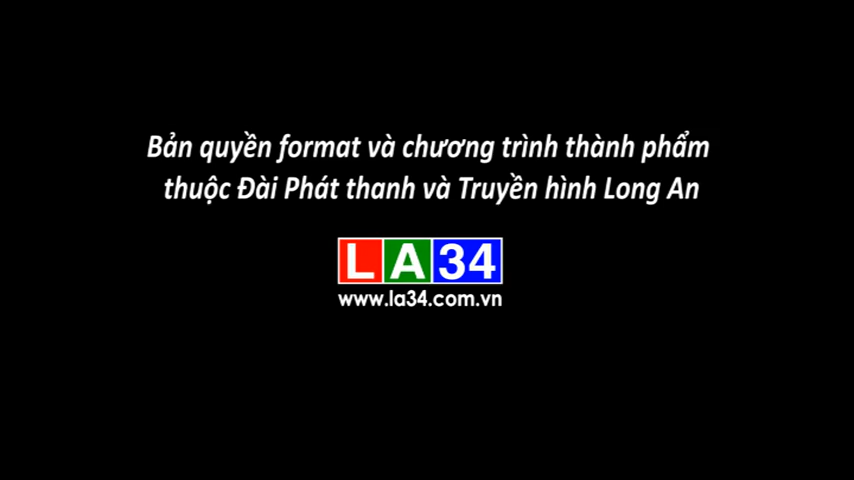 Bản quyền format và chương trình thành phẩm
thuộc Đài Phát thanh và Truyền hình Long An
LA34
www.la34.com.vn